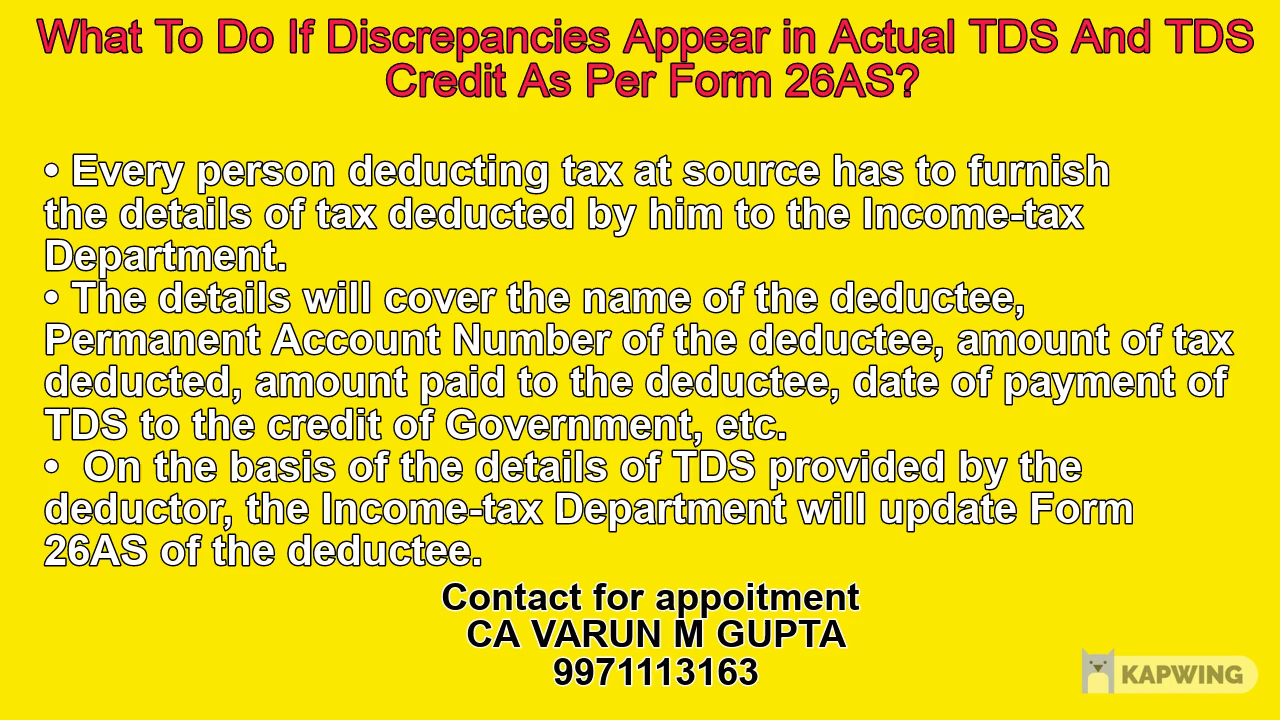 What To Do If Discrepancies Appear in Actual TDS And TDS
Credit As Per Form 26AS?
• Every person deducting tax at source has to furnish
the details of tax deducted by him to the Income-tax
Department.
• The details will cover the name of the deductee,
Permanent Account Number of the deductee, amount of tax
deducted, amount paid to the deductee, date of payment of
TDS to the credit of Government, etc.
•  On the basis of the details of TDS provided by the
deductor, the Income-tax Department will update Form
26AS of the deductee.
Contact for appoitment
CA VARUN M GUPTA
9971113163
KAPWING